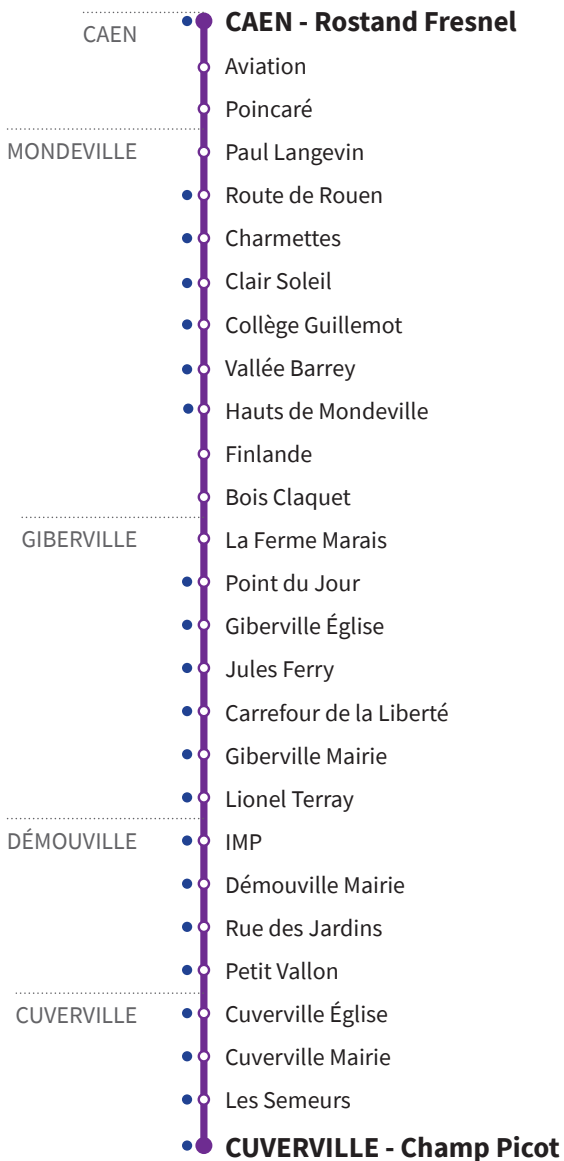 CAEN
CAEN - Rostand Fresnel
Aviation
Poincaré
MONDEVILLE
Paul Langevin
Route de Rouen
Charmettes
Clair Soleil
Collège Guillemot
Vallée Barrey
Hauts de Mondeville
Finlande
Bois Claquet
GIBERVILLE
La Ferme Marais
Point du Jour
Giberville Église
Jules Ferry
Carrefour de la Liberté
Giberville Mairie
Lionel Terray
DÉMOUVILLE
IMP
Démouville Mairie
Rue des Jardins
Petit Vallon
CUVERVILLE
Cuverville Église
Cuverville Mairie
Les Semeurs
CUVERVILLE - Champ Picot